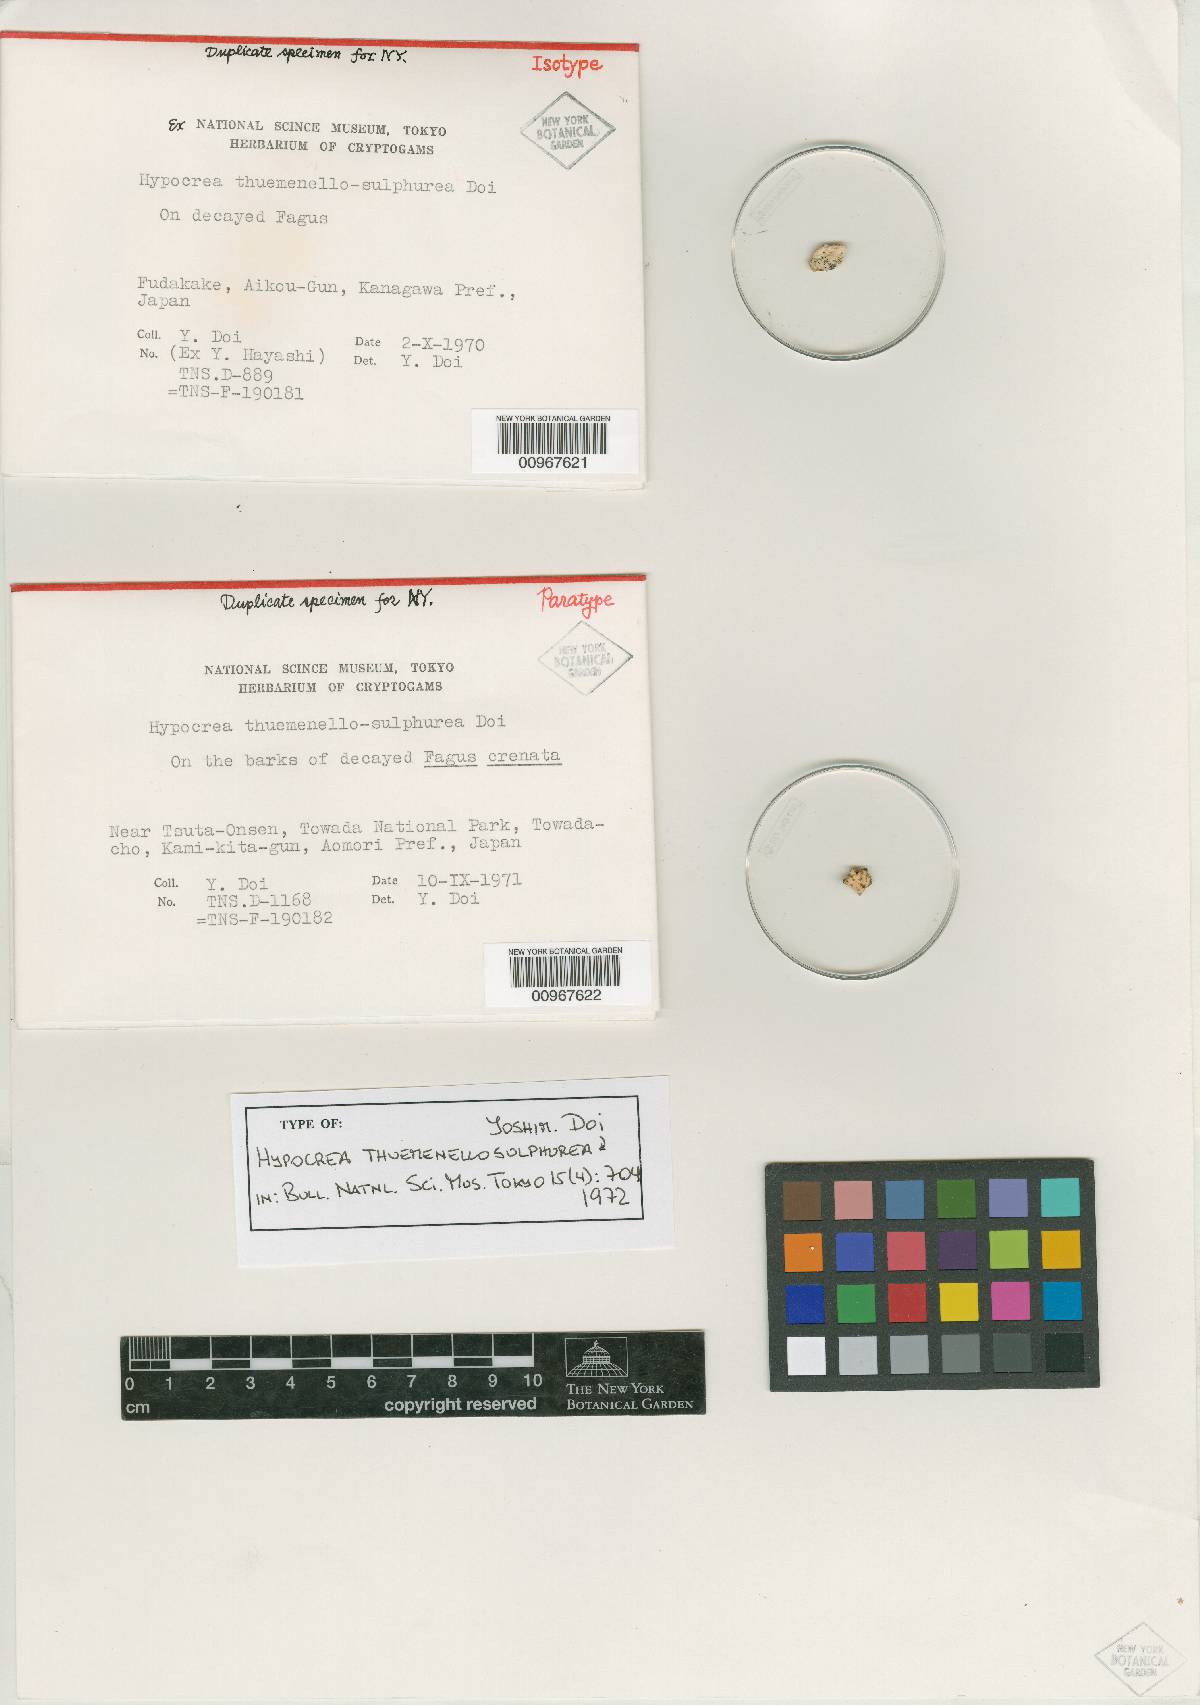 Duplicate specimen for NY.
Isotype
NEW YORK
BOTANICAL
GARDEN
Ex NATIONAL SCINCE MUSEUM, TOKYO
HERBARIUM OF CRYPTOGAMS
Hypocrea thuemenello-sulphurea Doi
On decayed Fagus
Fudakake, Aikou-Gun, Kanagawa Pref.,
Japan
Coll. Y. Doi Date 2-X-1970
No. (Ex Y. Hayashi) Det. Y. Doi
TNS.D-889
=TNS-F-190181
NEW YORK BOTANICAL GARDEN
00967621
Duplicate specimen for NY.
Paratype
NEW YORK
BOTANICAL
GARDEN
NATIONAL SCINCE MUSEUM, TOKYO
HERBARIUM OF CRYPTOGAMS
Hypocrea thuemenello-sulphurea Doi
On the barks of decayed Fagus crenata
Near Tsuta-Onsen, Towada National Park, Towada-
cho, Kami-kita-gun, Aomori Pref., Japan
Coll. Y. Doi Date 10-IX-1971
No. TNS.D-1168 Det. Y. Doi
=TNS-F-190182
NEW YORK BOTANICAL GARDEN
00967622
TYPE OF: YOSHIM. DOI
HYPOCREA THUEMENELLOSULPHUREA
IN: BULL. NATNL. SCI. MUS. TOKYO 15(4): 704
1972
0 1 2 3 4 5 6 7 8 9 10
cm copyright reserved
THE NEW YORK
BOTANICAL GARDEN
NEW YORK
BOTANICAL
GARDEN